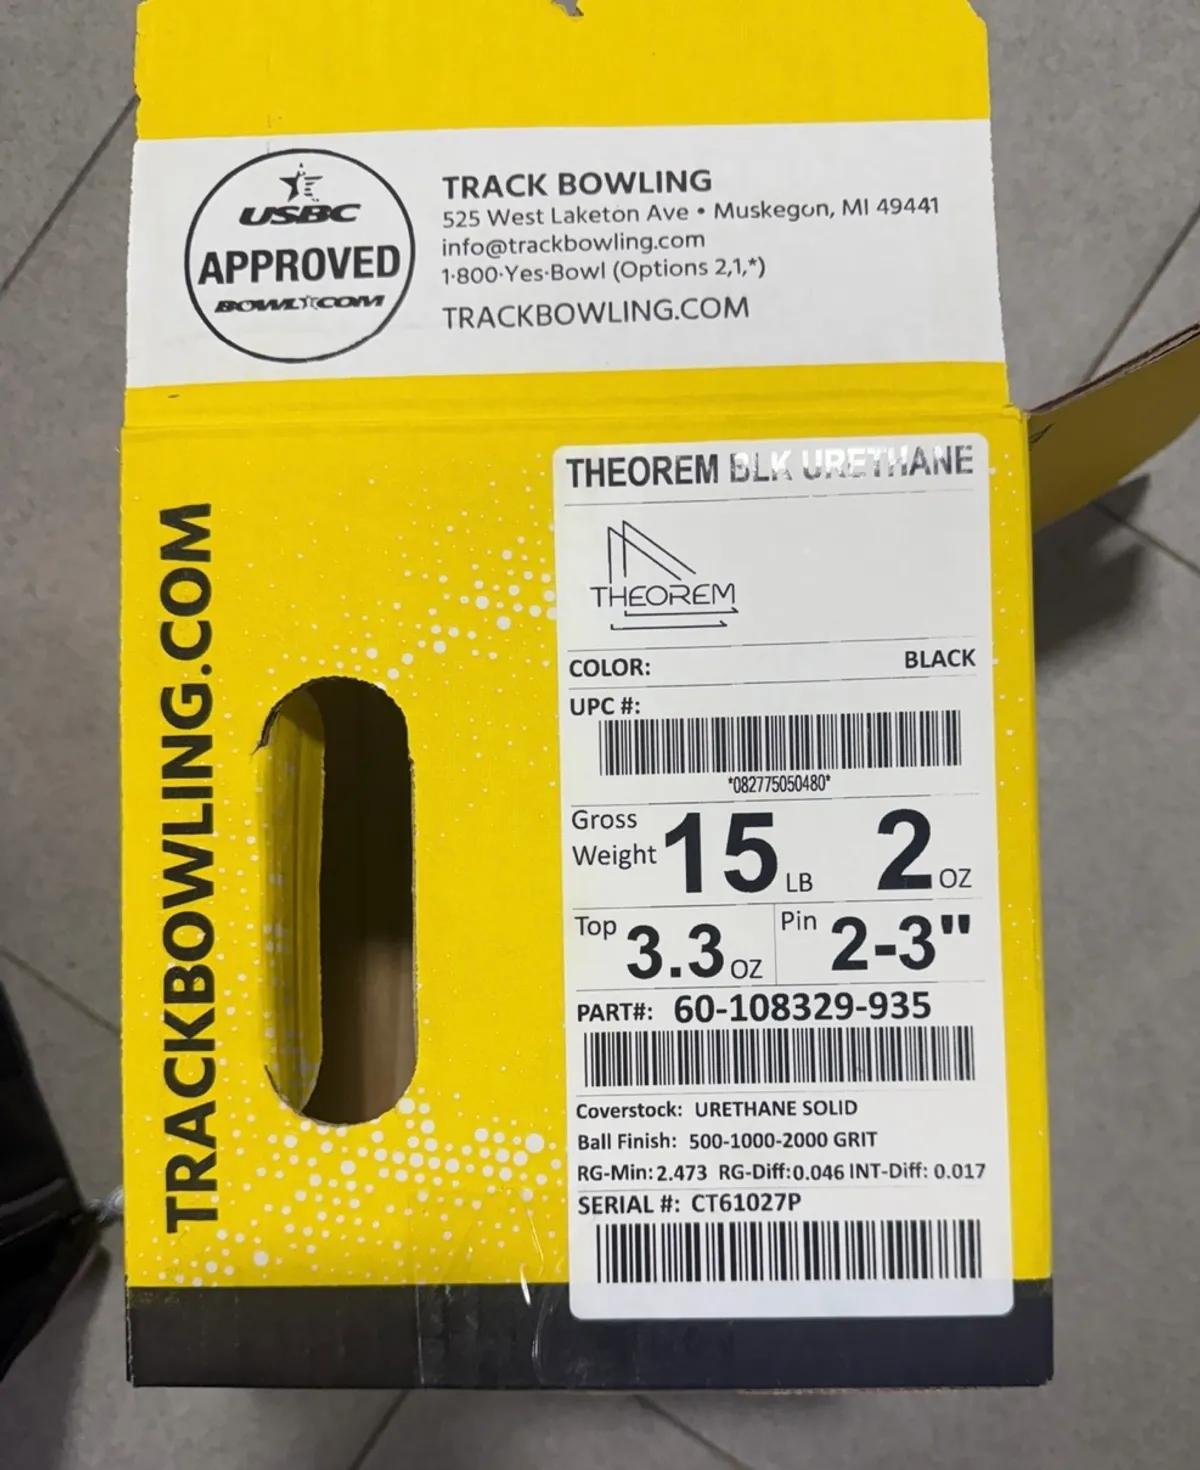 USBC
APPROVED
BOWL★COM
TRACK BOWLING
525 West Laketon Ave • Muskegon, MI 49441
info@trackbowling.com
1-800-Yes-Bowl (Options 2,1,*)
TRACKBOWLING.COM
TRACKBOWLING.COM
THEOREM BLK URETHANE
THEOREM
COLOR: BLACK
UPC #:
*082775050480*
Gross Weight 15 LB 2 OZ
Top 3.3 OZ Pin 2-3"
PART#: 60-108329-935
Coverstock: URETHANE SOLID
Ball Finish: 500-1000-2000 GRIT
RG-Min: 2.473 RG-Diff: 0.046 INT-Diff: 0.017
SERIAL #: CT61027P